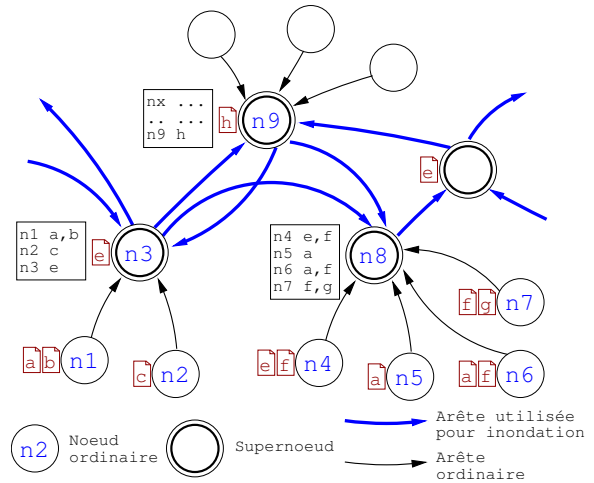 nx ...
.. ...
n9 h
h
n9
e
n1 a,b
n2 c
n3 e
e
n3
n4 e,f
n5 a
n6 a,f
n7 f,g
n8
f g n7
a b n1
c n2
e f n4
a n5
a f n6
n2
Noeud
ordinaire
Supernoeud
Arête utilisée
pour inondation
Arête
ordinaire